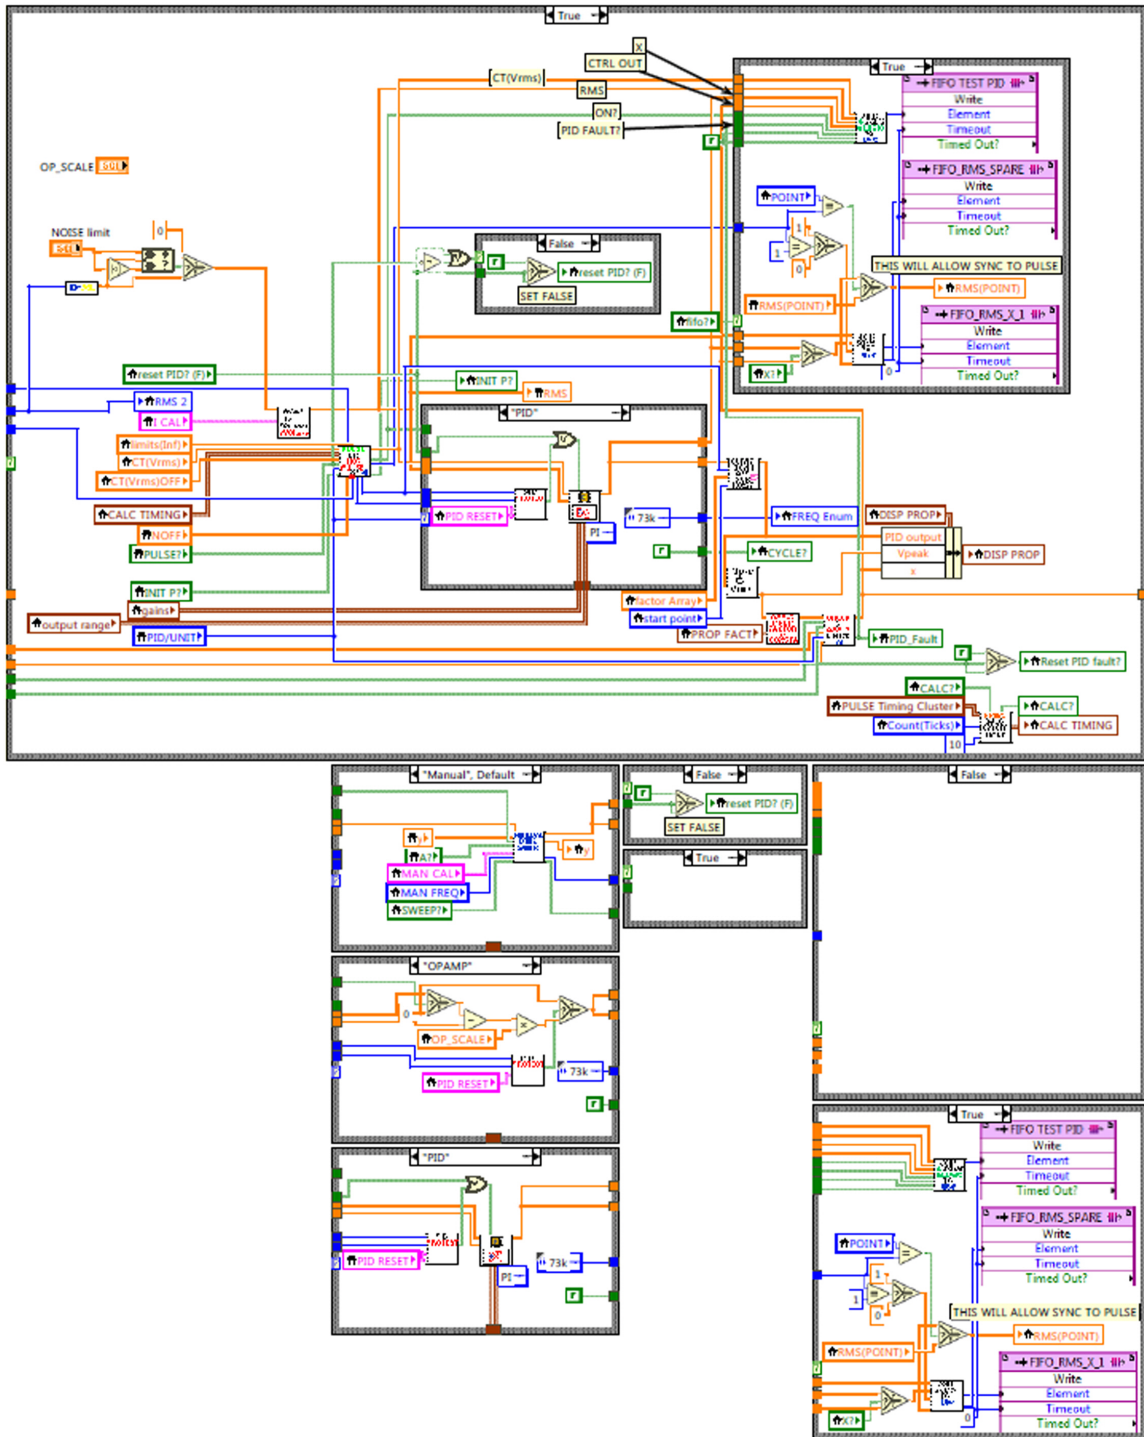 True
X
CTRL OUT
CT(Vrms)
RMS
ON?
PID FAULT?
True
FIFO TEST PID
Write
Element
Timeout
Timed Out?
FIFO_RMS_SPARE
Write
Element
Timeout
Timed Out?
OP_SCALE
POINT
NOISE limit
0
1
1
0
False
reset PID? (F)
SET FALSE
THIS WILL ALLOW SYNC TO PULSE
RMS(POINT)
RMS(POINT)
fifo?
FIFO_RMS_X_1
Write
Element
Timeout
Timed Out?
0
X?
reset PID? (F)
INIT P?
RMS
RMS 2
I CAL
"PID"
limits(Inf)
CT(Vrms)
CT(Vrms)OFF
CALC TIMING
NOFF
PULSE?
PID RESET
PI
73k
FREQ Enum
CYCLE?
DISP PROP
PID output
Vpeak
x
DISP PROP
INIT P?
gains
output range
PID/UNIT
factor Array
start point
PROP FACT
PID_Fault
Reset PID fault?
CALC?
PULSE Timing Cluster
CALC?
Count(Ticks)
CALC TIMING
10
"Manual", Default
y
A?
y
MAN CAL
MAN FREQ
SWEEP?
False
reset PID? (F)
SET FALSE
True
False
"OPAMP"
0
OP_SCALE
PID RESET
73k
"PID"
PID RESET
PI
73k
True
FIFO TEST PID
Write
Element
Timeout
Timed Out?
FIFO_RMS_SPARE
Write
Element
Timeout
Timed Out?
POINT
1
1
0
THIS WILL ALLOW SYNC TO PULSE
RMS(POINT)
RMS(POINT)
FIFO_RMS_X_1
Write
Element
Timeout
Timed Out?
0
X?